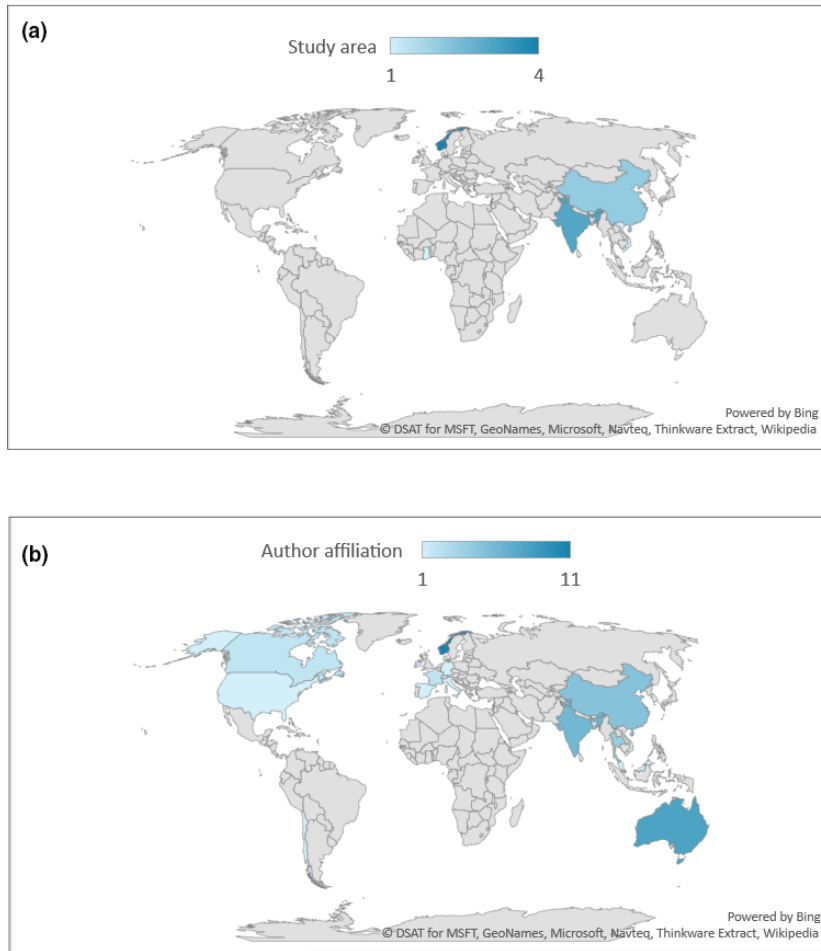 (a)
Study area
1 4
Powered by Bing
© DSAT for MSFT, GeoNames, Microsoft, Navteq, Thinkware Extract, Wikipedia
(b)
Author affiliation
1 11
Powered by Bing
© DSAT for MSFT, GeoNames, Microsoft, Navteq, Thinkware Extract, Wikipedia